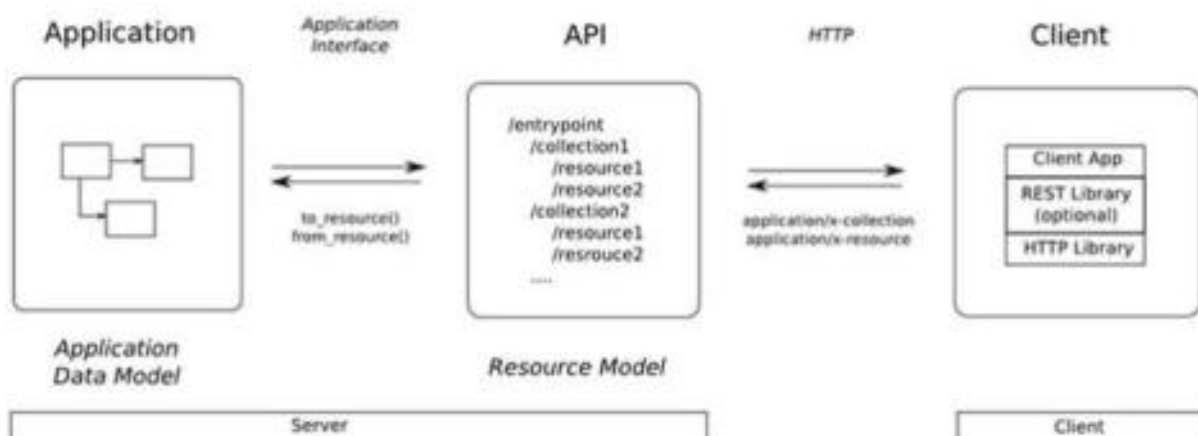 Application
Application
Interface
API
HTTP
Client
/entrypoint
/collection1
/resource1
/resource2
/collection2
/resource1
/resrouce2
....
to_resource()
from_resource()
application/x-collection
application/x-resource
Client App
REST Library
(optional)
HTTP Library
Application
Data Model
Resource Model
Server
Client